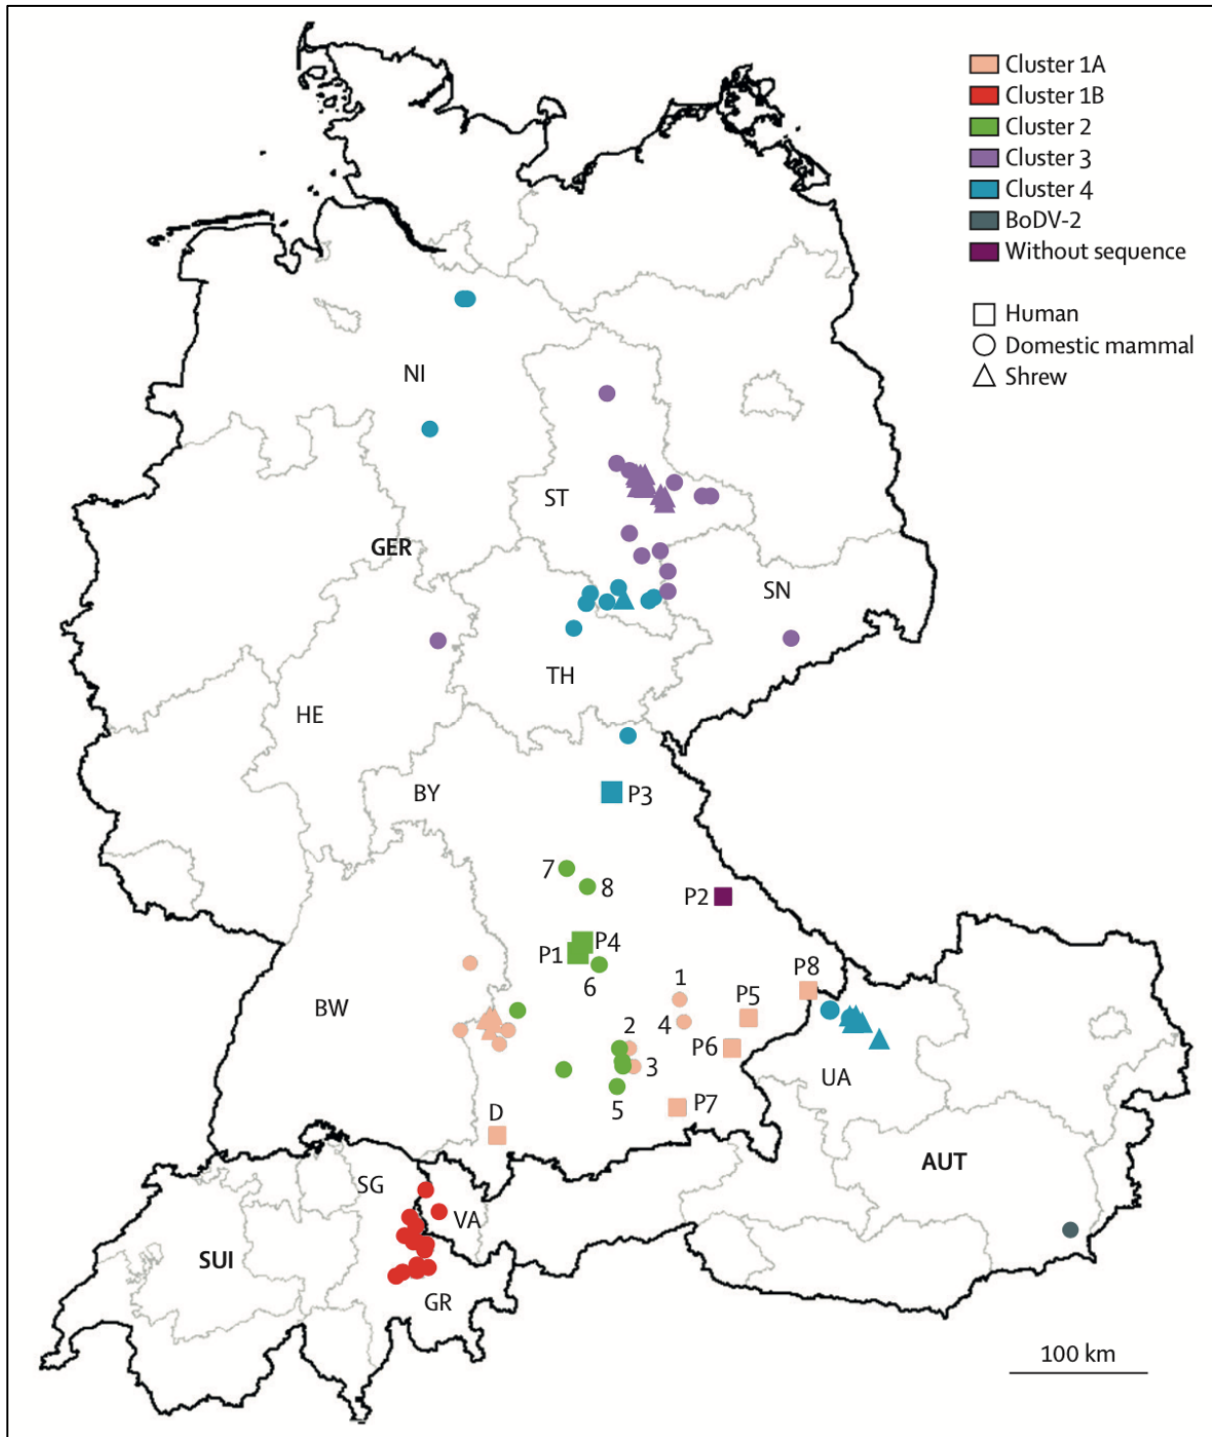 Cluster 1A
Cluster 1B
Cluster 2
Cluster 3
Cluster 4
BoDV-2
Without sequence
Human
Domestic mammal
Shrew
NI
ST
GER
SN
TH
HE
BY
P3
7
8
P2
P1
P4
6
BW
1
P8
P5
4
2
P6
3
UA
5
P7
D
AUT
SG
VA
SUI
GR
100 km